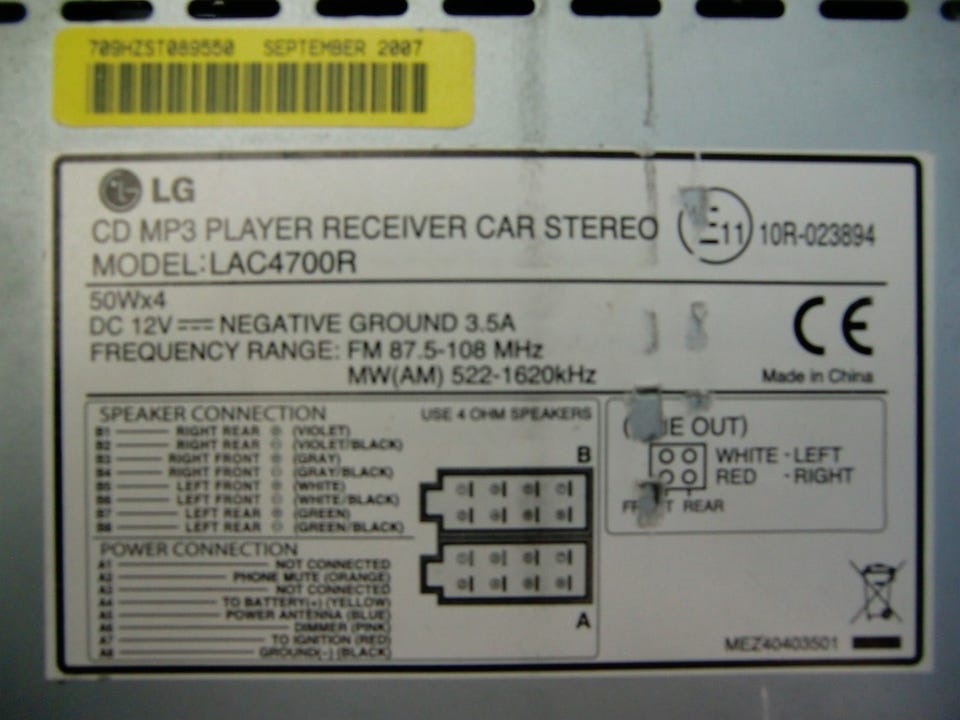 709HZST089550 SEPTEMBER 2007
LG
CD MP3 PLAYER RECEIVER CAR STEREO
E11 10R-023894
MODEL:LAC4700R
50Wx4
DC 12V NEGATIVE GROUND 3.5A
FREQUENCY RANGE: FM 87.5-108 MHz
MW(AM) 522-1620kHz
CE
Made in China
SPEAKER CONNECTION
USE 4 OHM SPEAKERS
B1 RIGHT REAR ⊕ (VIOLET)
B2 RIGHT REAR ⊖ (VIOLET/BLACK)
B3 RIGHT FRONT ⊕ (GRAY)
B4 RIGHT FRONT ⊖ (GRAY/BLACK)
B5 LEFT FRONT ⊕ (WHITE)
B6 LEFT FRONT ⊖ (WHITE/BLACK)
B7 LEFT REAR ⊕ (GREEN)
B8 LEFT REAR ⊖ (GREEN/BLACK)
B
POWER CONNECTION
A1 NOT CONNECTED
A2 PHONE MUTE (ORANGE)
A3 NOT CONNECTED
A4 TO BATTERY(+) (YELLOW)
A5 POWER ANTENNA (BLUE)
A6 DIMMER (PINK)
A7 TO IGNITION (RED)
A8 GROUND(-) (BLACK)
A
OUT)
WHITE - LEFT
RED - RIGHT
REAR
MEZ40403501